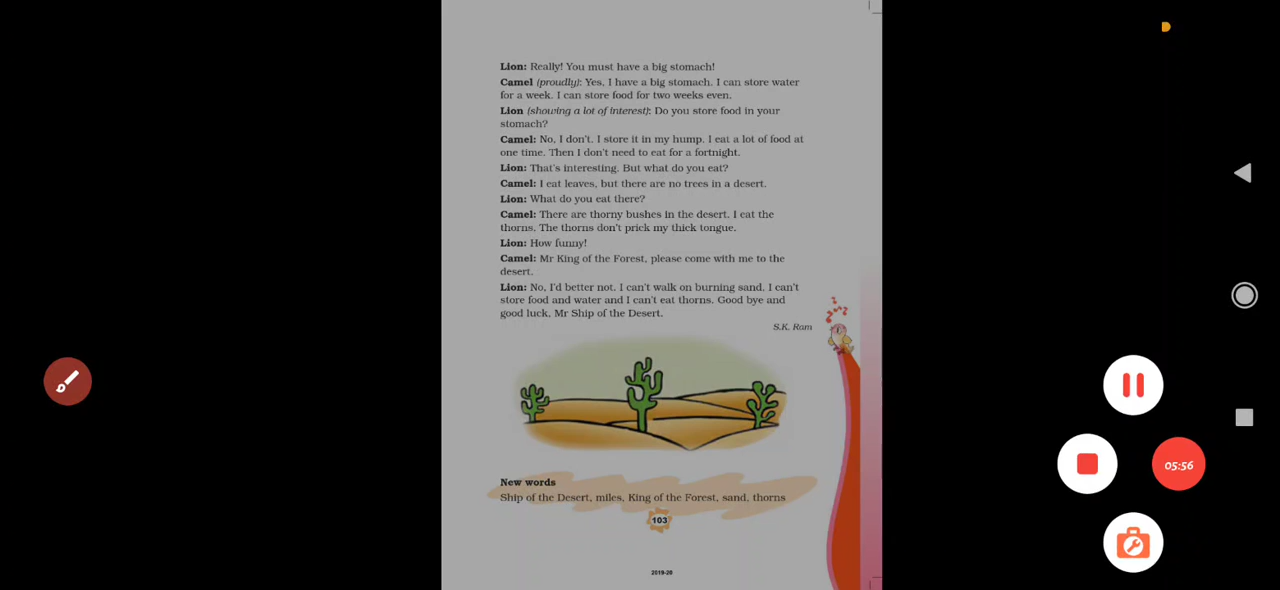 Lion: Really! You must have a big stomach!
Camel (proudly): Yes, I have a big stomach. I can store water
for a week. I can store food for two weeks even.
Lion (showing a lot of interest): Do you store food in your
stomach?
Camel: No, I don't. I store it in my hump. I eat a lot of food at
one time. Then I don't need to eat for a fortnight.
Lion: That's interesting. But what do you eat?
Camel: I eat leaves, but there are no trees in a desert.
Lion: What do you eat there?
Camel: There are thorny bushes in the desert. I eat the
thorns. The thorns don't prick my thick tongue.
Lion: How funny!
Camel: Mr King of the Forest, please come with me to the
desert.
Lion: No, I'd better not. I can't walk on burning sand. I can't
store food and water and I can't eat thorns. Good bye and
good luck, Mr Ship of the Desert.
S.K. Ram
New words
Ship of the Desert, miles, King of the Forest, sand, thorns
103
2019-20
05:56